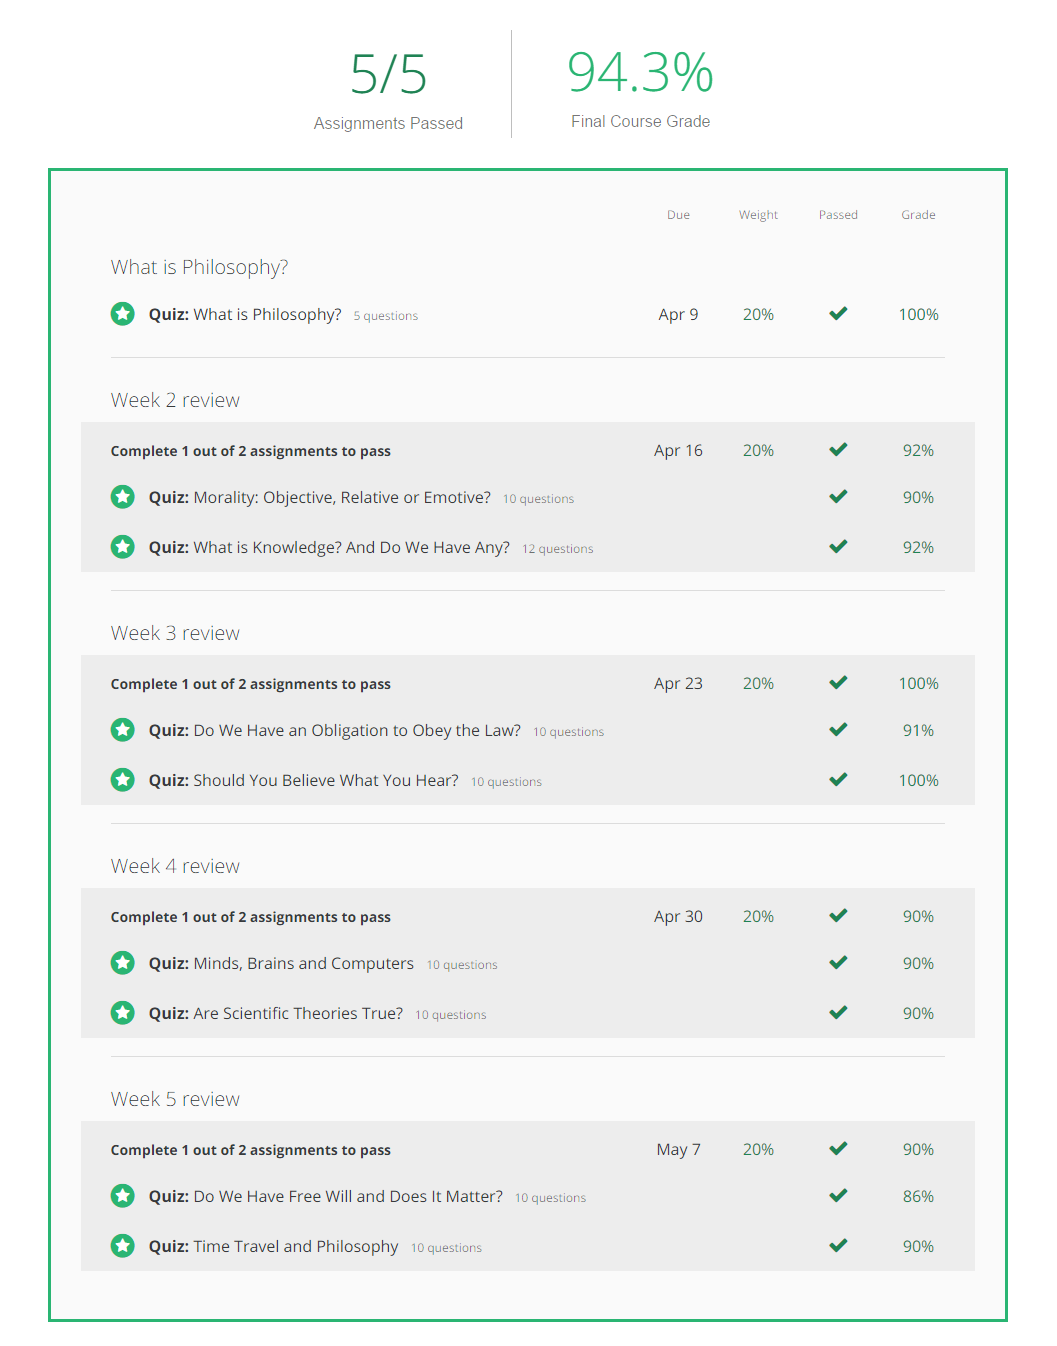 5/5
Assignments Passed
94.3%
Final Course Grade
Due Weight Passed Grade
What is Philosophy?
Quiz: What is Philosophy? 5 questions Apr 9 20% 100%
Week 2 review
Complete 1 out of 2 assignments to pass Apr 16 20% 92%
Quiz: Morality: Objective, Relative or Emotive? 10 questions 90%
Quiz: What is Knowledge? And Do We Have Any? 12 questions 92%
Week 3 review
Complete 1 out of 2 assignments to pass Apr 23 20% 100%
Quiz: Do We Have an Obligation to Obey the Law? 10 questions 91%
Quiz: Should You Believe What You Hear? 10 questions 100%
Week 4 review
Complete 1 out of 2 assignments to pass Apr 30 20% 90%
Quiz: Minds, Brains and Computers 10 questions 90%
Quiz: Are Scientific Theories True? 10 questions 90%
Week 5 review
Complete 1 out of 2 assignments to pass May 7 20% 90%
Quiz: Do We Have Free Will and Does It Matter? 10 questions 86%
Quiz: Time Travel and Philosophy 10 questions 90%